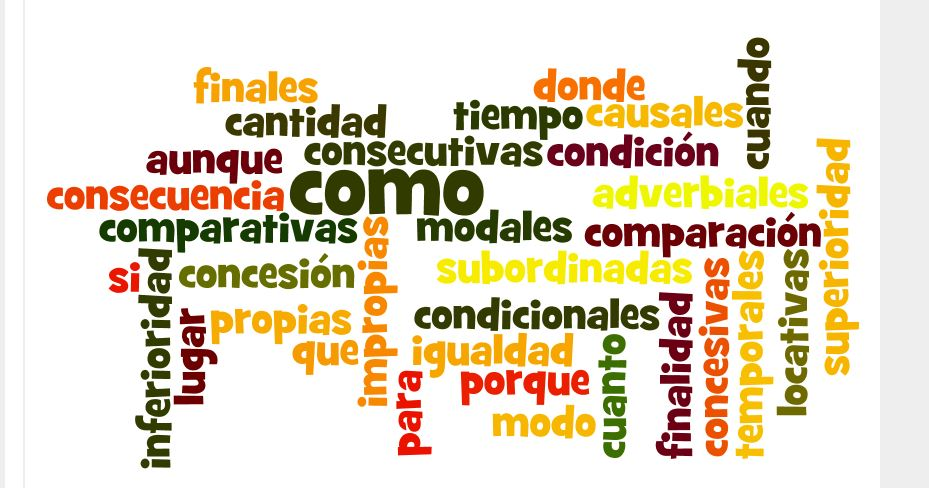 cuando
finales
donde
cantidad
tiempo
causales
aunque
consecutivas
condición
superioridad
consecuencia
como
adverbiales
comparativas
modales
comparación
si
inferioridad
concesión
impropias
subordinadas
lugar
propias
condicionales
finalidad
concesivas
temporales
locativas
que
igualdad
cuanto
para
porque
modo